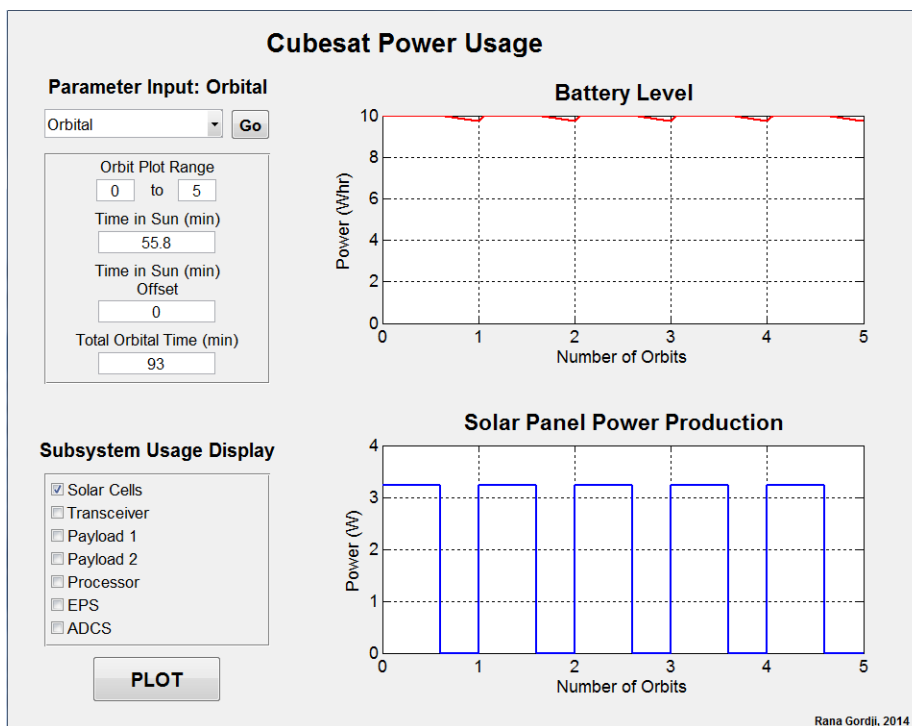 Cubesat Power Usage
Parameter Input: Orbital
Orbital
Go
Orbit Plot Range
0 to 5
Time in Sun (min)
55.8
Time in Sun (min)
Offset
0
Total Orbital Time (min)
93
Subsystem Usage Display
Solar Cells
Transceiver
Payload 1
Payload 2
Processor
EPS
ADCS
PLOT
Battery Level
Power (Whr)
10
8
6
4
2
0
0 1 2 3 4 5
Number of Orbits
Solar Panel Power Production
Power (W)
4
3
2
1
0
0 1 2 3 4 5
Number of Orbits
Rana Gordji, 2014